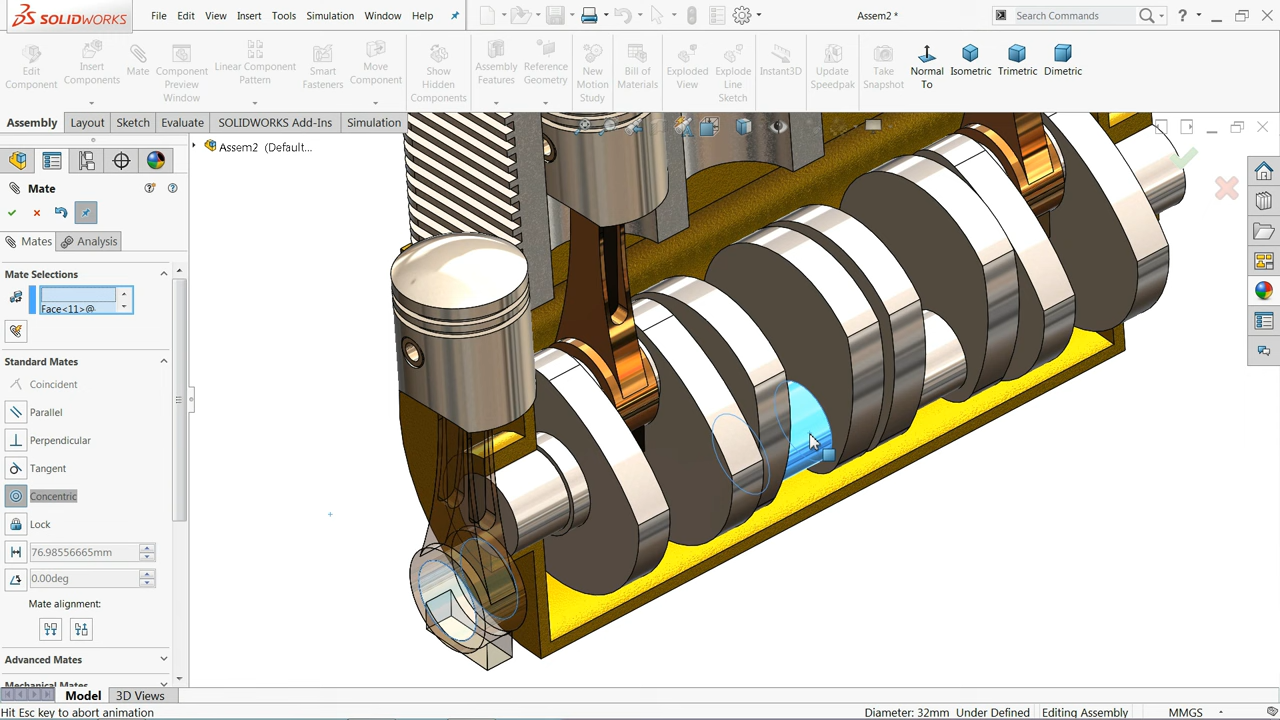 SOLIDWORKS
File Edit View Insert Tools Simulation Window Help
Assem2 *
Search Commands
?
Edit Component
Insert Components
Mate
Component Preview Window
Linear Component Pattern
Smart Fasteners
Move Component
Show Hidden Components
Assembly Features
Reference Geometry
New Motion Study
Bill of Materials
Exploded View
Explode Line Sketch
Instant3D
Update Speedpak
Take Snapshot
Normal To
Isometric
Trimetric
Dimetric
Assembly Layout Sketch Evaluate SOLIDWORKS Add-Ins Simulation
Assem2 (Default...
Mate
Mates Analysis
Mate Selections
Face<11>@
Standard Mates
Coincident
Parallel
Perpendicular
Tangent
Concentric
Lock
76.98556665mm
0.00deg
Mate alignment:
Advanced Mates
Mechanical Mates
Model 3D Views
Hit Esc key to abort animation
Diameter: 32mm Under Defined Editing Assembly MMGS